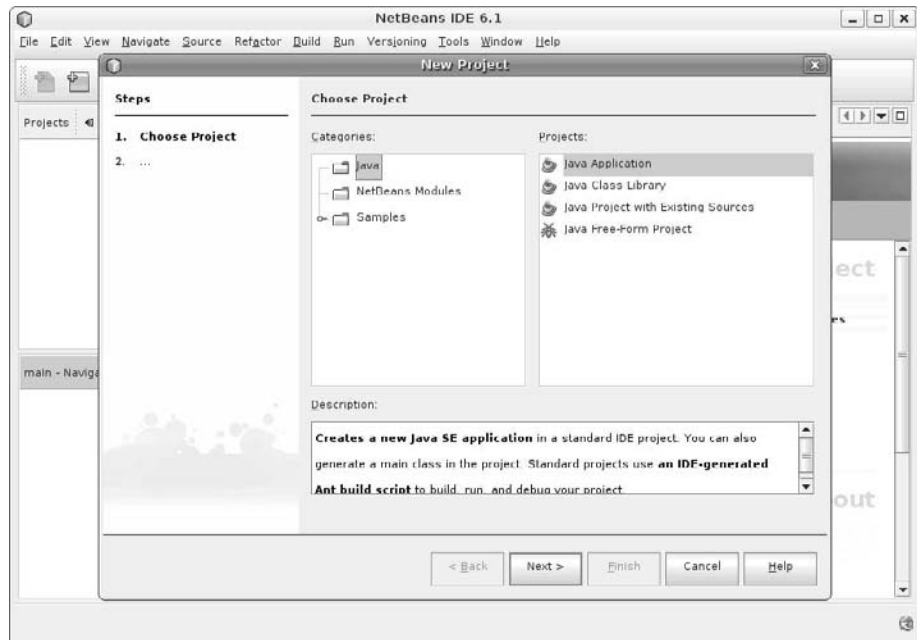 NetBeans IDE 6.1
File Edit View Navigate Source Refactor Build Run Versioning Tools Window Help
New Project
Projects
main - Naviga
Steps
1. Choose Project
2. ...
Choose Project
Categories:
Java
NetBeans Modules
Samples
Projects:
Java Application
Java Class Library
Java Project with Existing Sources
Java Free-Form Project
Description:
Creates a new Java SE application in a standard IDE project. You can also
generate a main class in the project. Standard projects use an IDE-generated
Ant build script to build, run, and debug your project.
< Back Next > Finish Cancel Help
ect
es
out